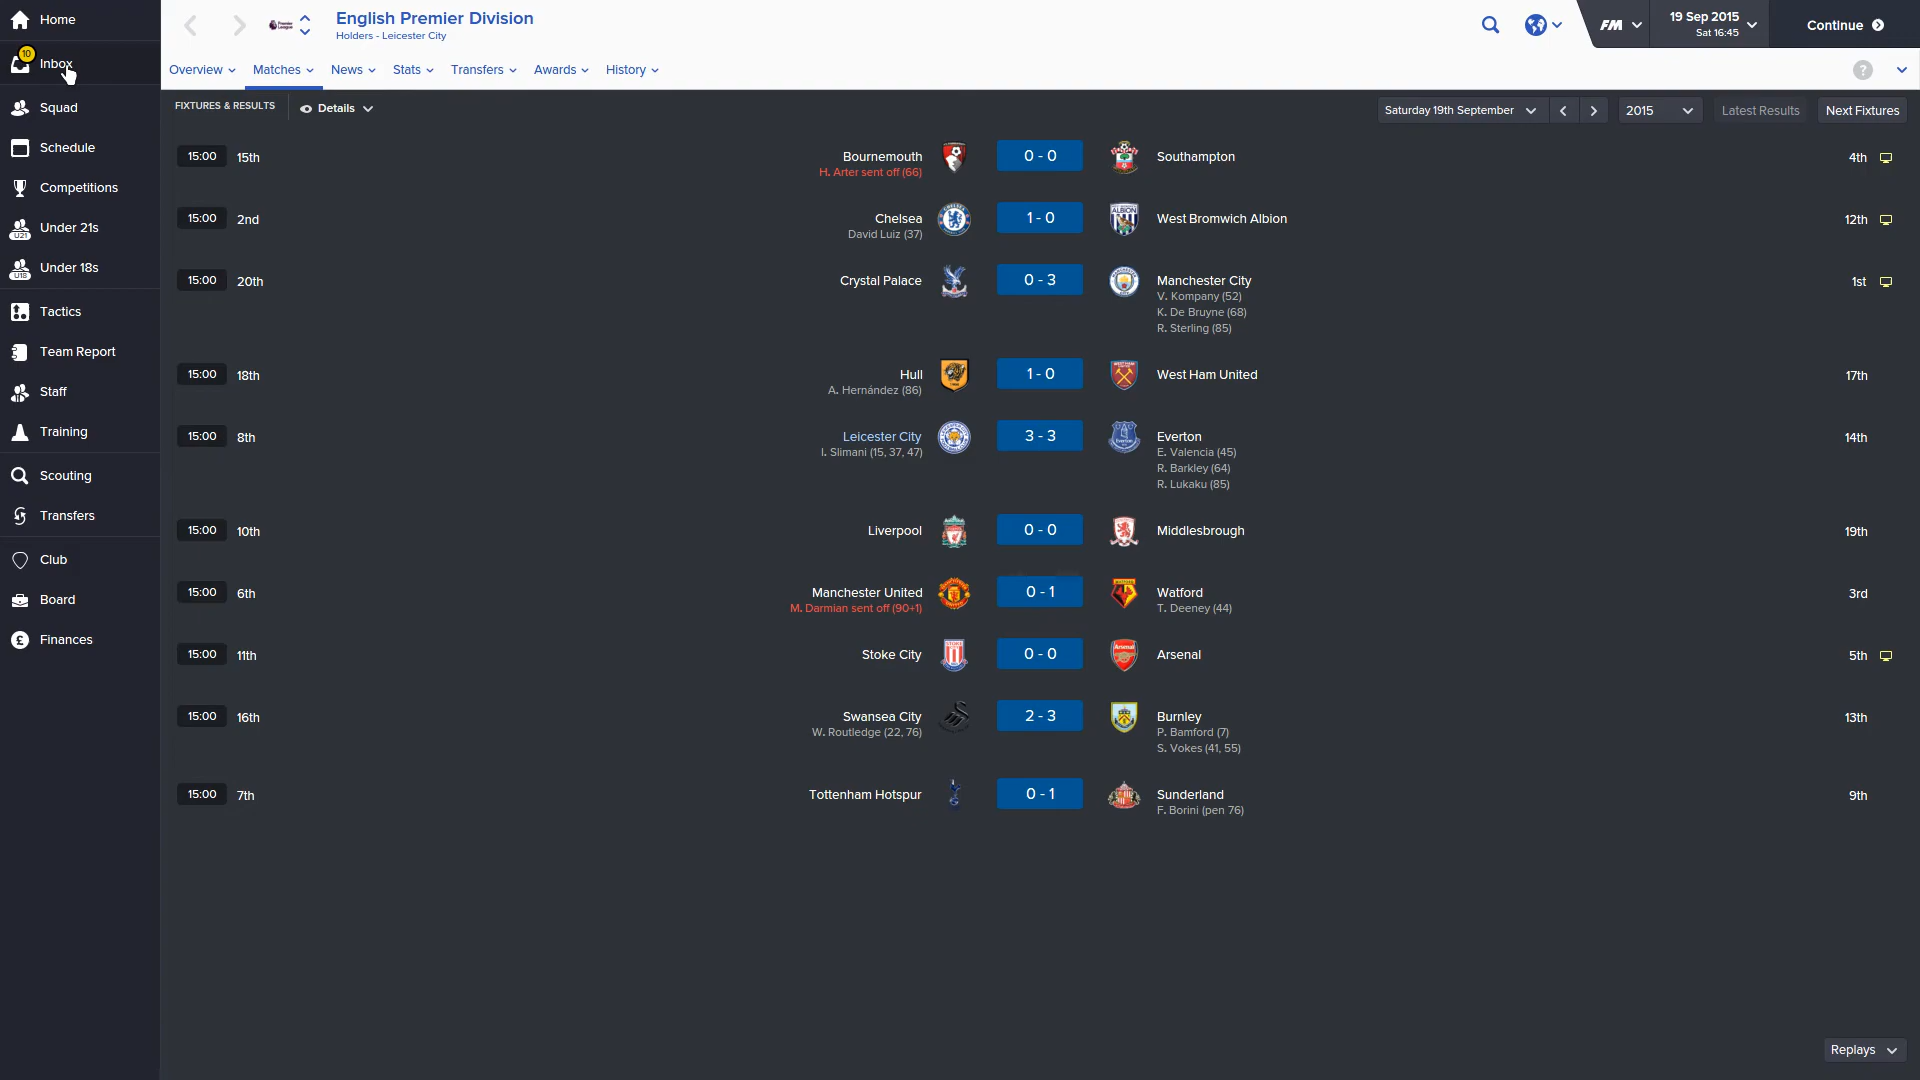 Home
10
Inbox
Squad
Schedule
Competitions
U21
Under 21s
U18
Under 18s
Tactics
Team Report
Staff
Training
Scouting
Transfers
Club
Board
Finances
English Premier Division
Holders - Leicester City
FM
19 Sep 2015
Sat 16:45
Continue
Overview Matches News Stats Transfers Awards History
?
FIXTURES & RESULTS Details
Saturday 19th September 2015 Latest Results Next Fixtures
15:00 15th Bournemouth 0 - 0 Southampton 4th
H. Arter sent off (66)
15:00 2nd Chelsea 1 - 0 West Bromwich Albion 12th
David Luiz (37)
15:00 20th Crystal Palace 0 - 3 Manchester City 1st
V. Kompany (52)
K. De Bruyne (68)
R. Sterling (85)
15:00 18th Hull 1 - 0 West Ham United 17th
A. Hernández (86)
15:00 8th Leicester City 3 - 3 Everton 14th
I. Slimani (15, 37, 47) E. Valencia (45)
R. Barkley (64)
R. Lukaku (85)
15:00 10th Liverpool 0 - 0 Middlesbrough 19th
15:00 6th Manchester United 0 - 1 Watford 3rd
M. Darmian sent off (90+1) T. Deeney (44)
15:00 11th Stoke City 0 - 0 Arsenal 5th
15:00 16th Swansea City 2 - 3 Burnley 13th
W. Routledge (22, 76) P. Bamford (7)
S. Vokes (41, 55)
15:00 7th Tottenham Hotspur 0 - 1 Sunderland 9th
F. Borini (pen 76)
Replays